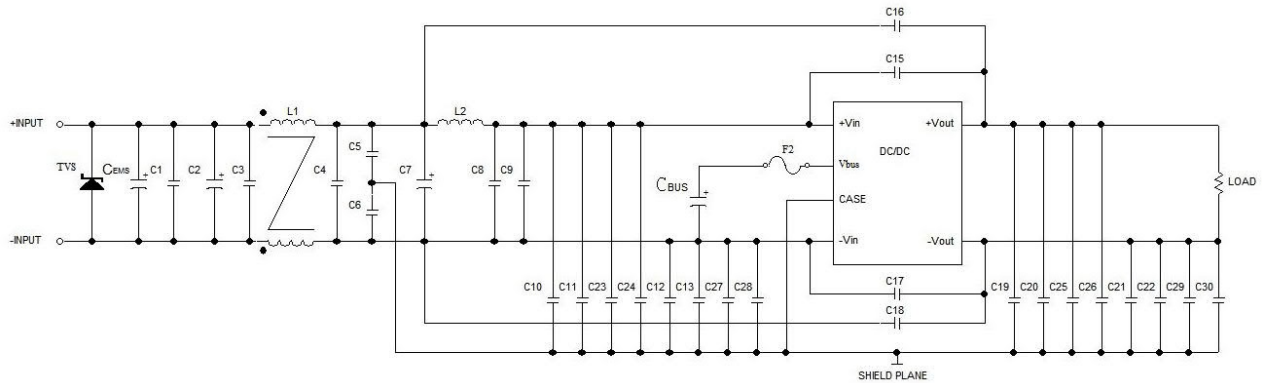 C16
C15
L1
L2
+INPUT
+Vin
+Vout
DC/DC
F2
Vbus
TVS
CEMS
+
C1
C2
+
C3
C4
C5
C6
C7
+
C8
C9
CBUS
+
CASE
LOAD
-INPUT
-Vin
-Vout
C10
C11
C23
C24
C12
C13
C27
C28
C17
C18
C19
C20
C25
C26
C21
C22
C29
C30
SHIELD PLANE